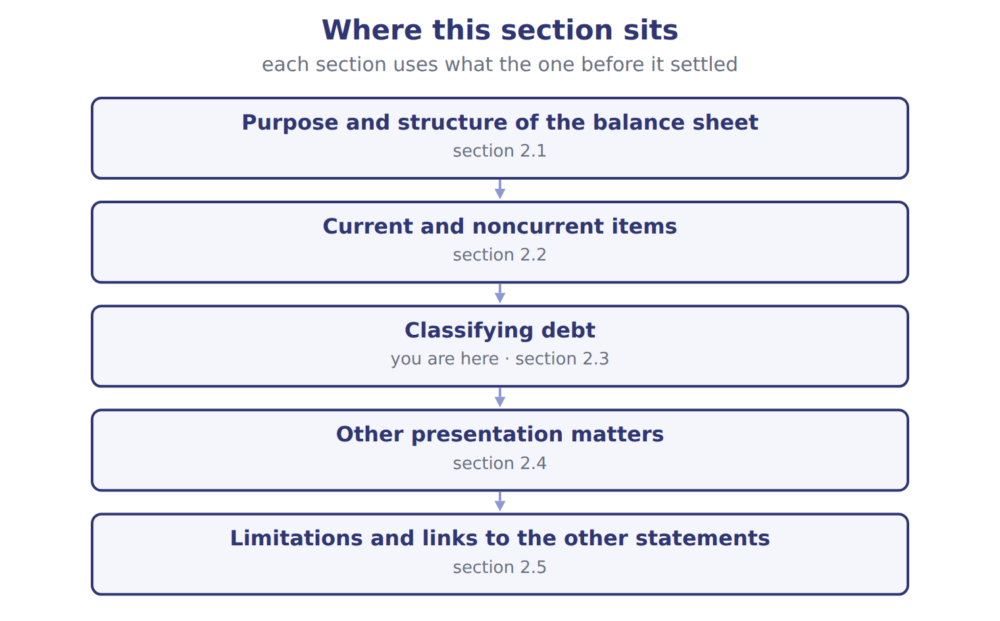 Where this section sits
each section uses what the one before it settled
Purpose and structure of the balance sheet
section 2.1
Current and noncurrent items
section 2.2
Classifying debt
you are here · section 2.3
Other presentation matters
section 2.4
Limitations and links to the other statements
section 2.5